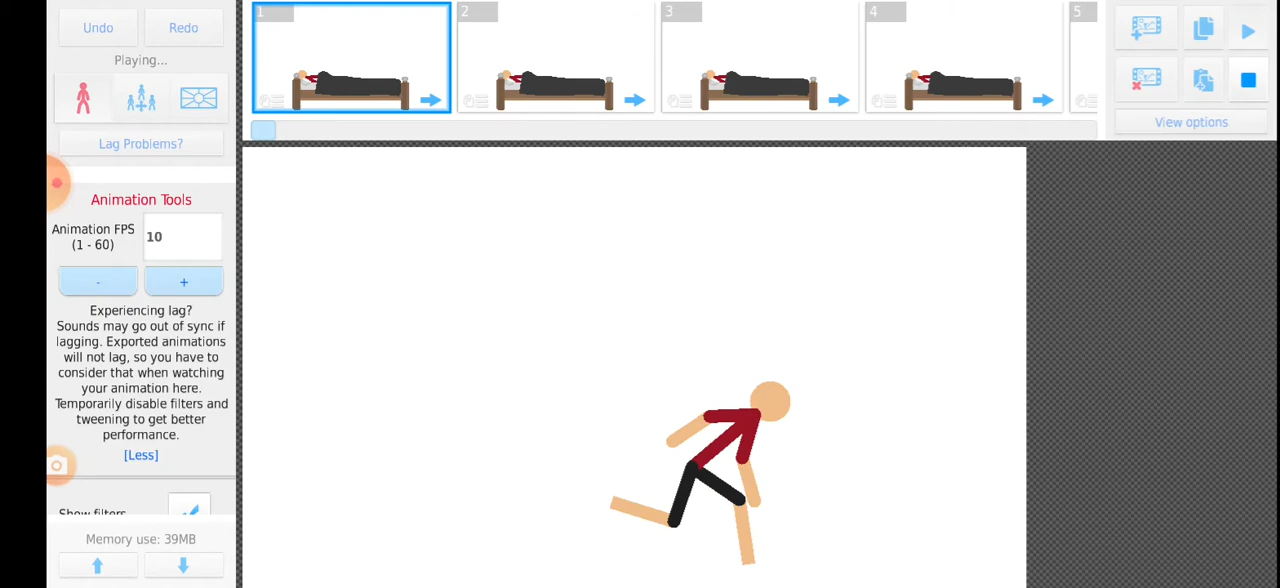 Undo
Redo
Playing...
Lag Problems?
Animation Tools
Animation FPS
(1 - 60)
10
-
+
Experiencing lag?
Sounds may go out of sync if
lagging. Exported animations
will not lag, so you have to
consider that when watching
your animation here.
Temporarily disable filters and
tweening to get better
performance.
[Less]
Show filters
Memory use: 39MB
1
2
3
4
5
View options